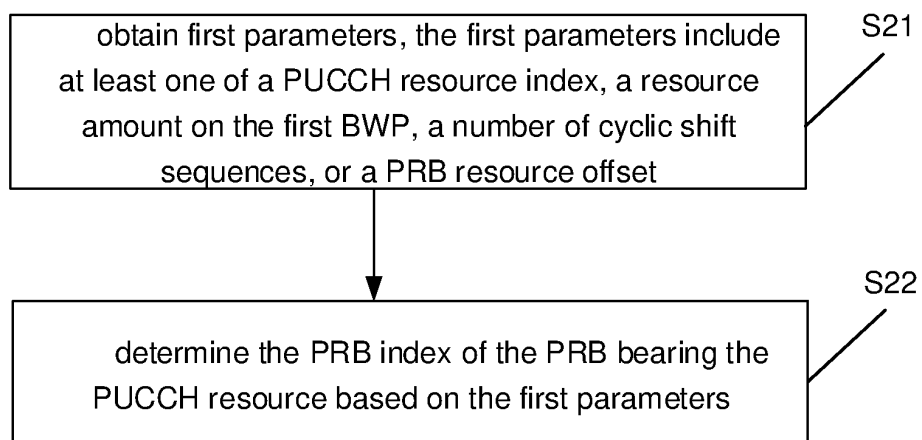 obtain first parameters, the first parameters include
at least one of a PUCCH resource index, a resource
amount on the first BWP, a number of cyclic shift
sequences, or a PRB resource offset
S21
determine the PRB index of the PRB bearing the
PUCCH resource based on the first parameters
S22